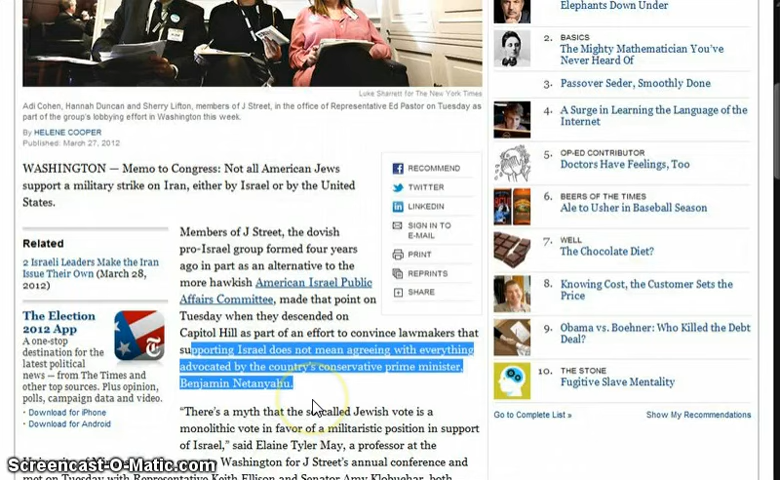 Luke Sharrett for The New York Times
Adi Cohen, Hannah Duncan and Sherry Lifton, members of J Street, in the office of Representative Ed Pastor on Tuesday as
part of the group's lobbying effort in Washington this week.
By HELENE COOPER
Published: March 27, 2012
WASHINGTON — Memo to Congress: Not all American Jews
support a military strike on Iran, either by Israel or by the United
States.
RECOMMEND
TWITTER
LINKEDIN
SIGN IN TO
E-MAIL
PRINT
REPRINTS
SHARE
Related
2 Israeli Leaders Make the Iran
Issue Their Own (March 28,
2012)
The Election
2012 App
A one-stop
destination for the
latest political
news — from The Times and
other top sources. Plus opinion,
polls, campaign data and video.
• Download for iPhone
• Download for Android
Members of J Street, the dovish
pro-Israel group formed four years
ago in part as an alternative to the
more hawkish American Israel Public
Affairs Committee, made that point on
Tuesday when they descended on
Capitol Hill as part of an effort to convince lawmakers that
supporting Israel does not mean agreeing with everything
advocated by the country's conservative prime minister,
Benjamin Netanyahu.
"There's a myth that the so-called Jewish vote is a
monolithic vote in favor of a militaristic position in support
of Israel," said Elaine Tyler May, a professor at the
Washington for J Street's annual conference and
met on Tuesday with Representative Keith Ellison and Senator Amy Klobuchar, both
Elephants Down Under
2. BASICS
The Mighty Mathematician You've
Never Heard Of
3. Passover Seder, Smoothly Done
4. A Surge in Learning the Language of the
Internet
5. OP-ED CONTRIBUTOR
Doctors Have Feelings, Too
6. BEERS OF THE TIMES
Ale to Usher in Baseball Season
7. WELL
The Chocolate Diet?
8. Knowing Cost, the Customer Sets the
Price
9. Obama vs. Boehner: Who Killed the Debt
Deal?
10. THE STONE
Fugitive Slave Mentality
Go to Complete List »
Show My Recommendations
Screencast-O-Matic.com